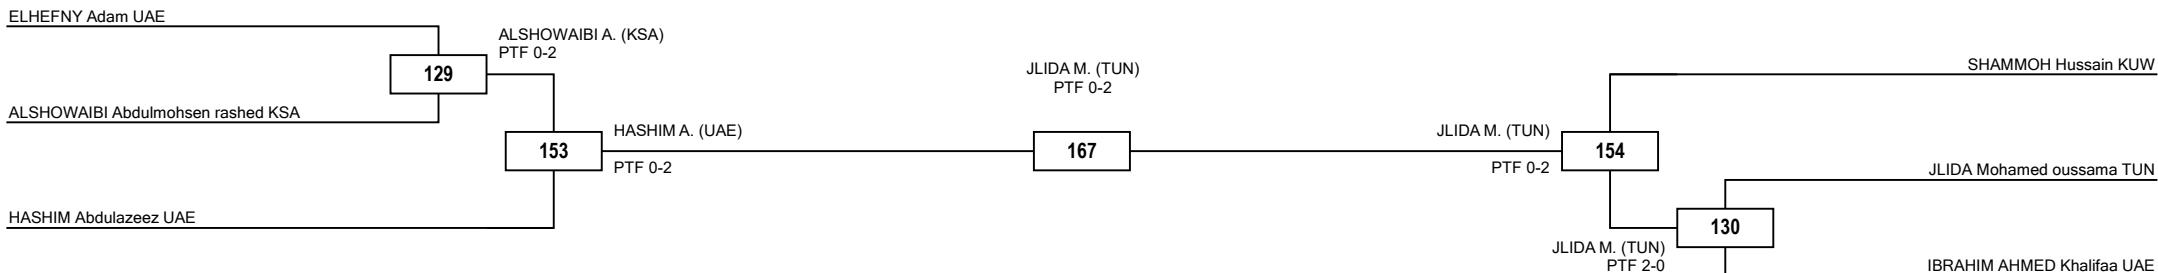 ELHEFNY Adam UAE
ALSHOWAIBI A. (KSA)
PTF 0-2
129
ALSHOWAIBI Abdulmohsen rashed KSA
HASHIM A. (UAE)
153
PTF 0-2
HASHIM Abdulazeez UAE
JLIDA M. (TUN)
PTF 0-2
167
SHAMMOH Hussain KUW
JLIDA M. (TUN)
154
PTF 0-2
JLIDA Mohamed oussama TUN
130
JLIDA M. (TUN)
PTF 2-0
IBRAHIM AHMED Khalifaa UAE